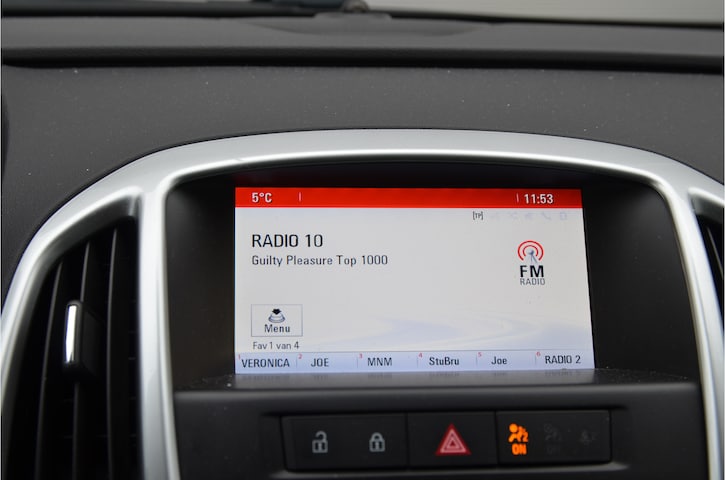 5°C 11:53
[TP]
RADIO 10
Guilty Pleasure Top 1000
FM
RADIO
Menu
Fav 1 van 4
1 VERONICA 2 JOE 3 MNM 4 StuBru 5 Joe 6 RADIO 2
2
ON